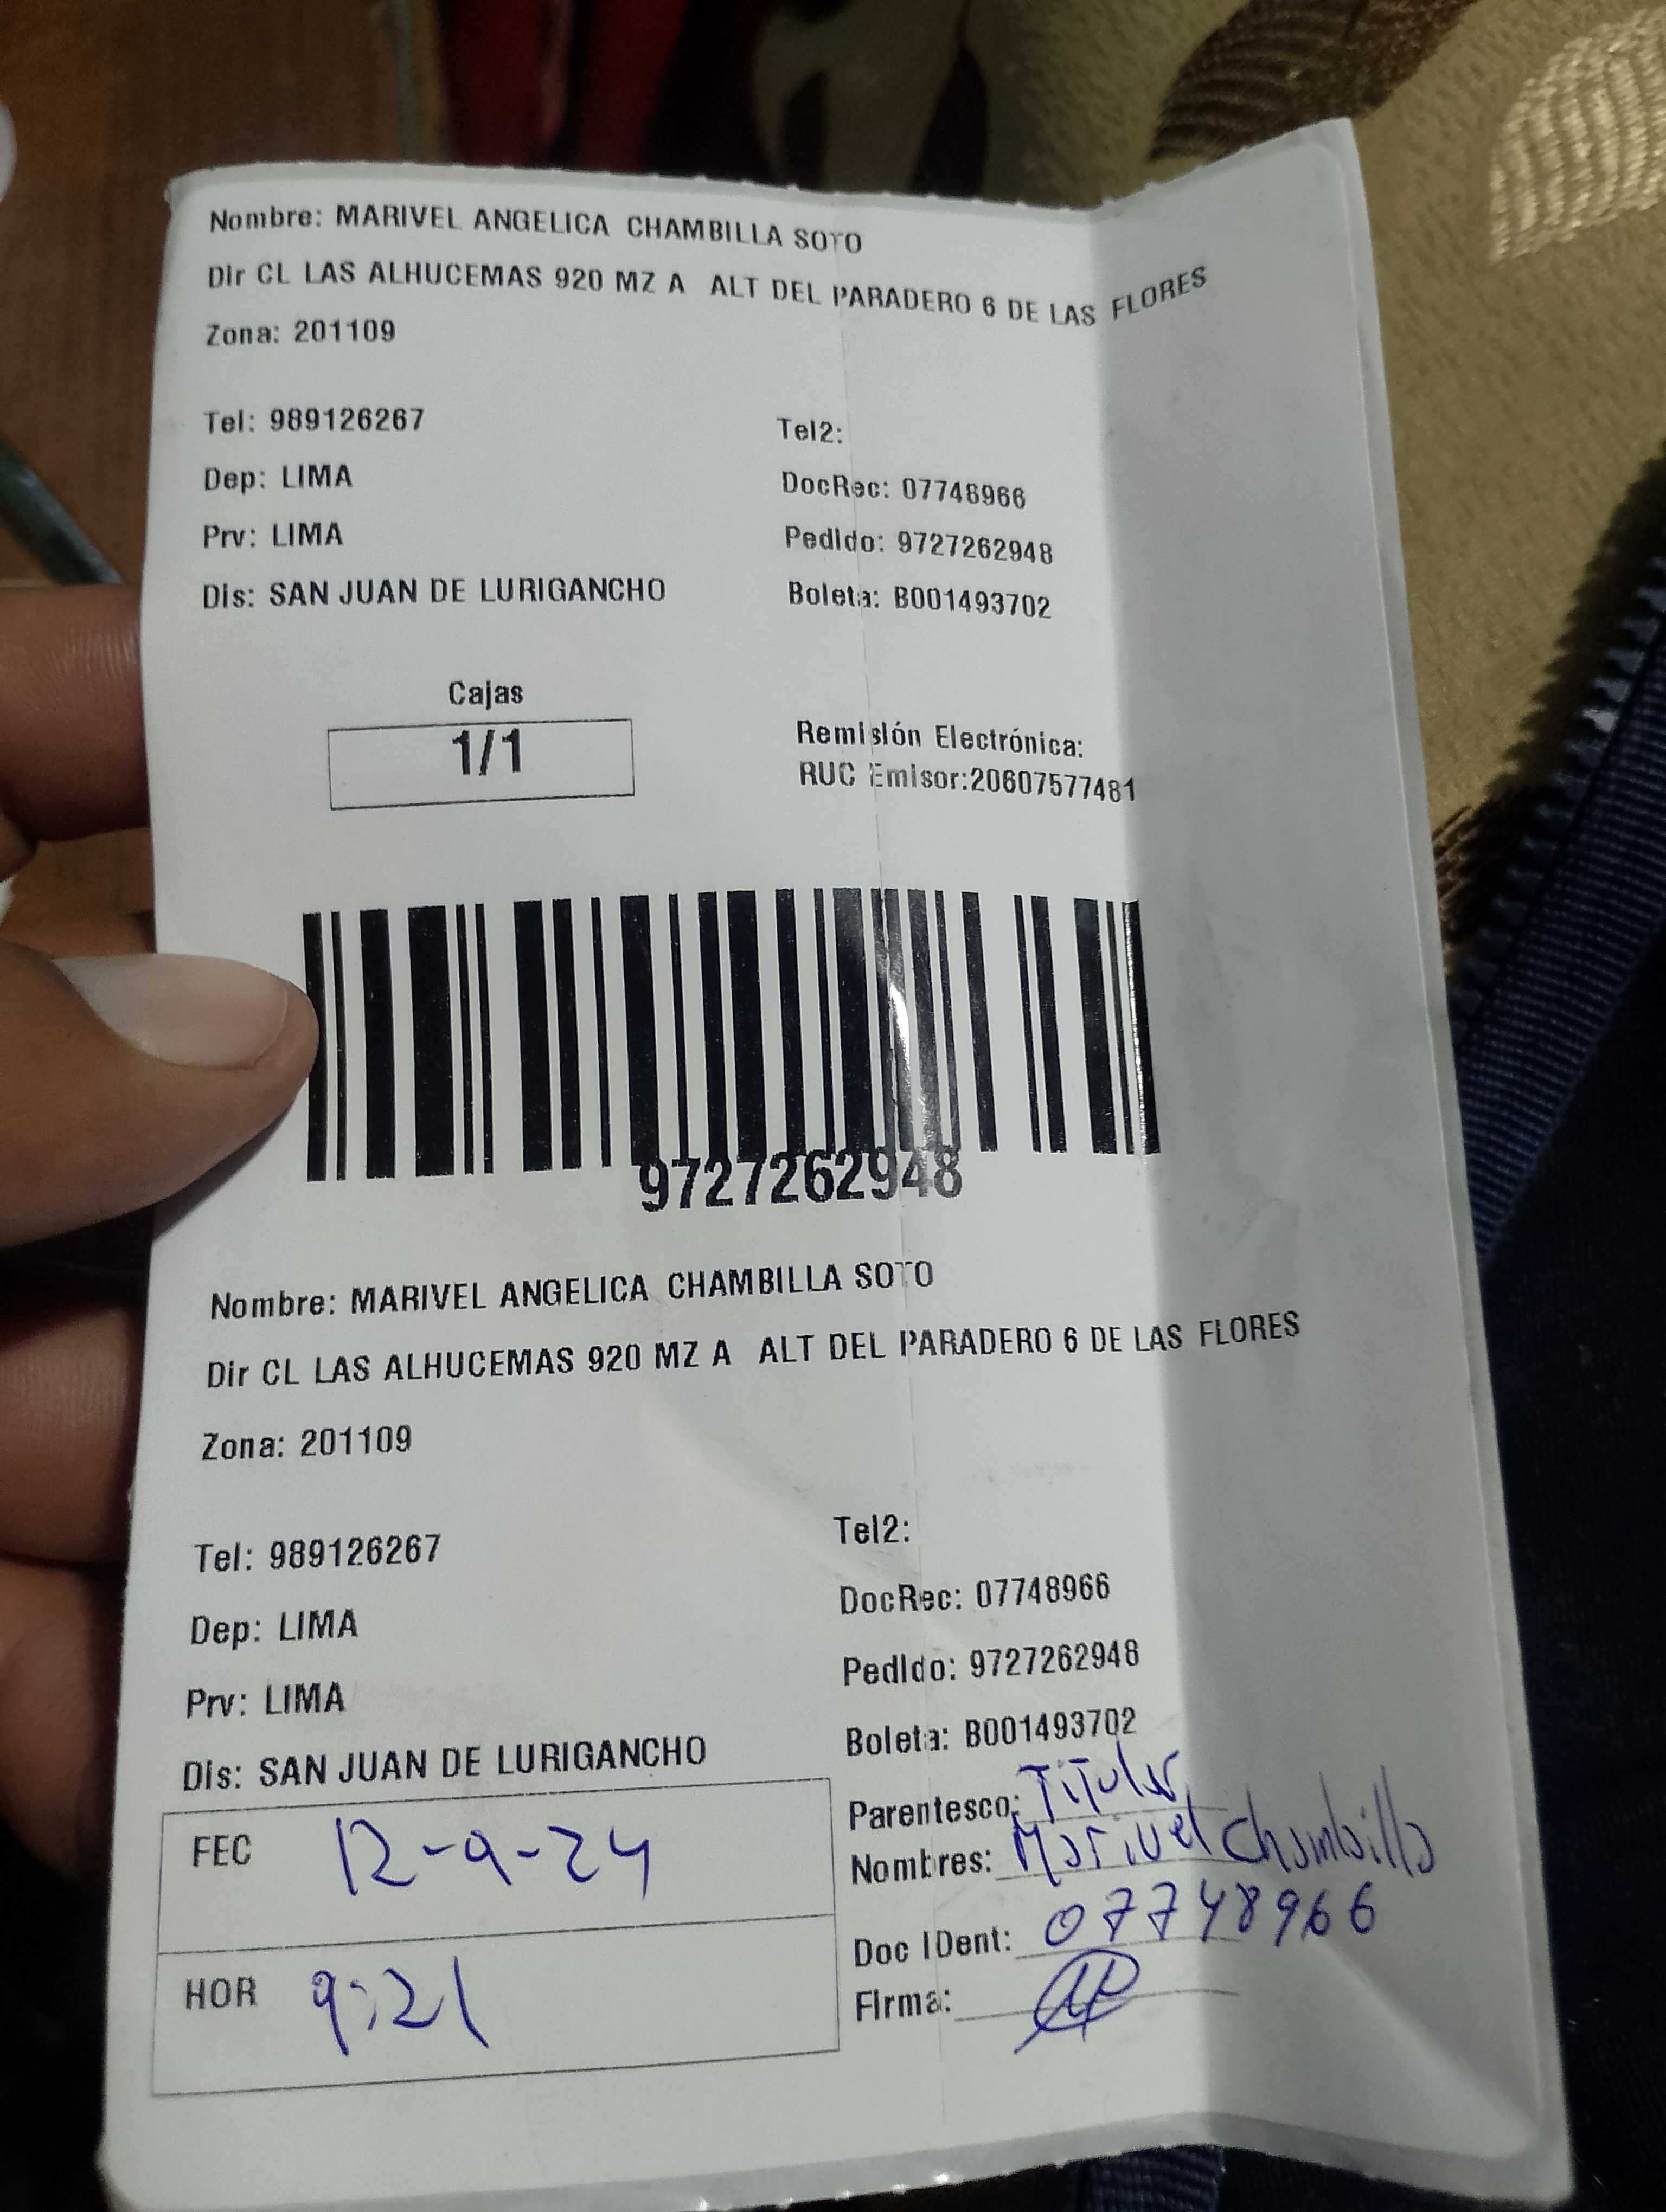 Nombre: MARIVEL ANGELICA CHAMBILLA SOTO
Dir CL LAS ALHUCEMAS 920 MZ A ALT DEL PARADERO 6 DE LAS FLORES
Zona: 201109
Tel: 989126267
Tel2:
Dep: LIMA
DocRec: 07748966
Prv: LIMA
Pedido: 9727262948
Dis: SAN JUAN DE LURIGANCHO
Boleta: B001493702
Cajas
1/1
Remisión Electrónica:
RUC Emisor:20607577481
9727262948
Nombre: MARIVEL ANGELICA CHAMBILLA SOTO
Dir CL LAS ALHUCEMAS 920 MZ A ALT DEL PARADERO 6 DE LAS FLORES
Zona: 201109
Tel: 989126267
Tel2:
Dep: LIMA
DocRec: 07748966
Prv: LIMA
Pedido: 9727262948
Dis: SAN JUAN DE LURIGANCHO
Boleta: B001493702
FEC 12-9-24
HOR 9:21
Parentesco: Titular
Nombres: Marivel Chambilla
Doc IDent: 07748966
Firma: